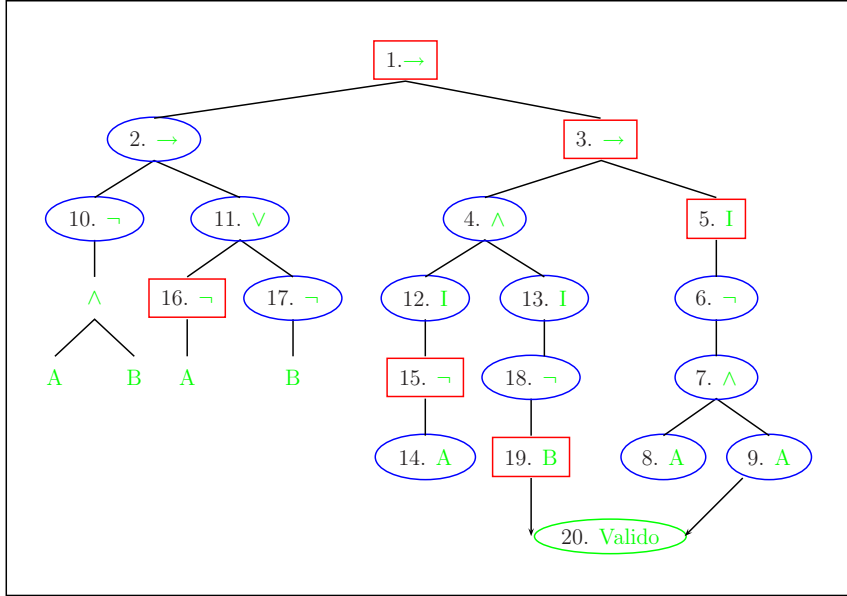 1.→
2. → 3. →
10. ¬ 11. ∨ 4. ∧ 5. I
∧ 16. ¬ 17. ¬ 12. I 13. I 6. ¬
A B A B 15. ¬ 18. ¬ 7. ∧
14. A 19. B 8. A 9. A
20. Valido